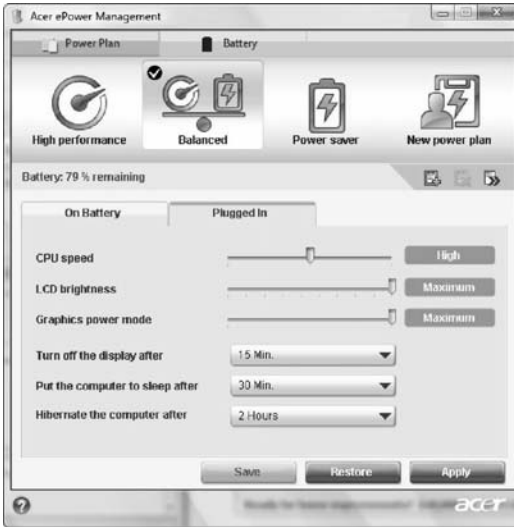 Acer ePower Management
Power Plan Battery
High performance Balanced Power saver New power plan
Battery: 79 % remaining
On Battery Plugged In
CPU speed High
LCD brightness Maximum
Graphics power mode Maximum
Turn off the display after 15 Min.
Put the computer to sleep after 30 Min.
Hibernate the computer after 2 Hours
Save Restore Apply
acer